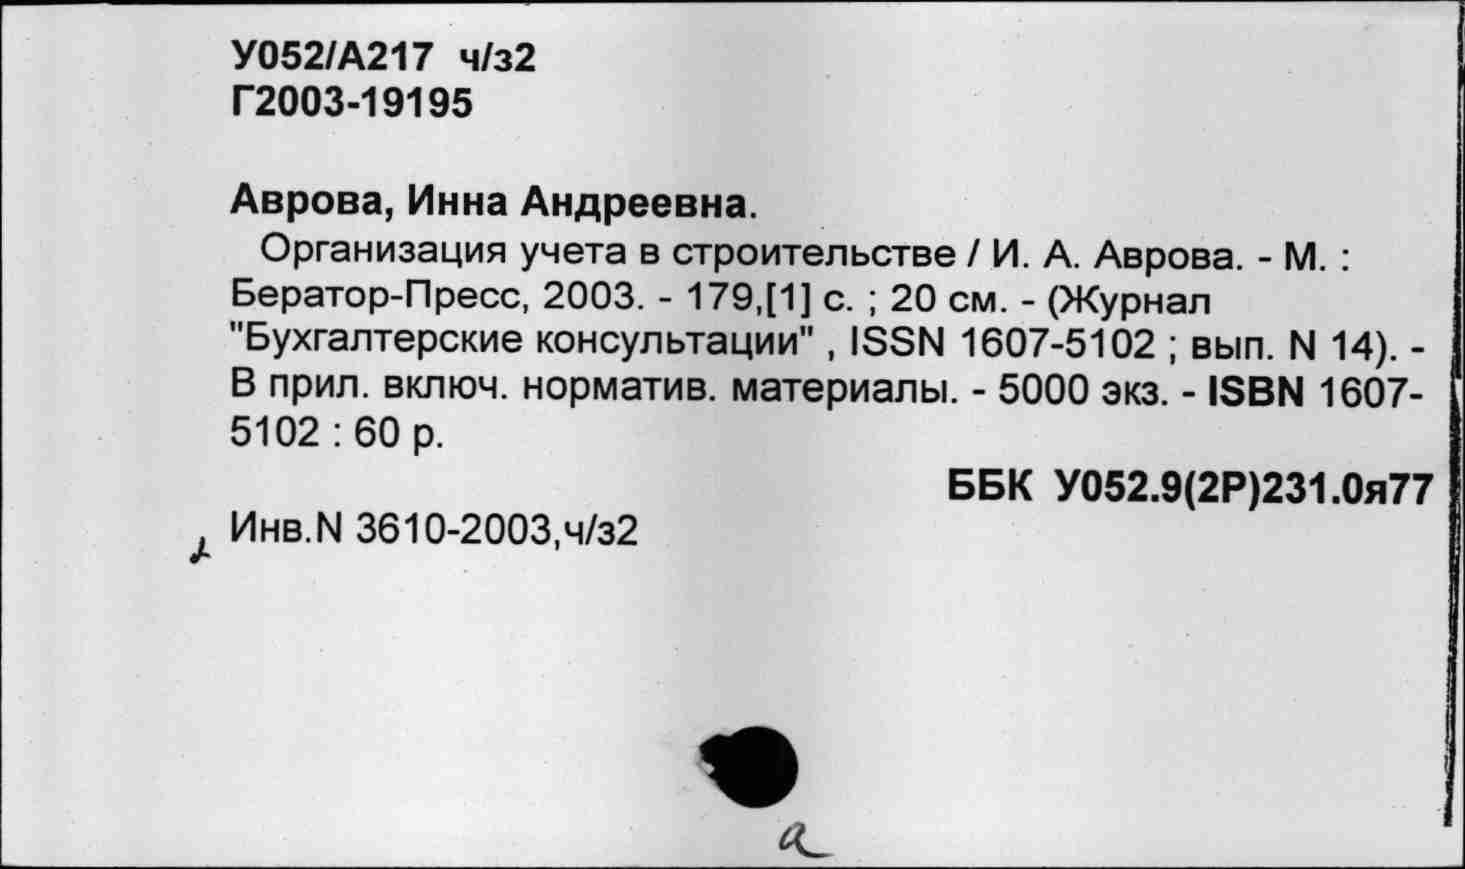 У052/А217 ч/з2
Г2003-19195
Аврова, Инна Андреевна.
Организация учета в строительстве / И. А. Аврова. - М. :
Бератор-Пресс, 2003. - 179,[1] с. ; 20 см. - (Журнал
"Бухгалтерские консультации" , ISSN 1607-5102 ; вып. N 14). -
В прил. включ. норматив. материалы. - 5000 экз. - ISBN 1607-
5102 : 60 р.
ББК У052.9(2Р)231.0я77
Инв.N 3610-2003,ч/з2
а